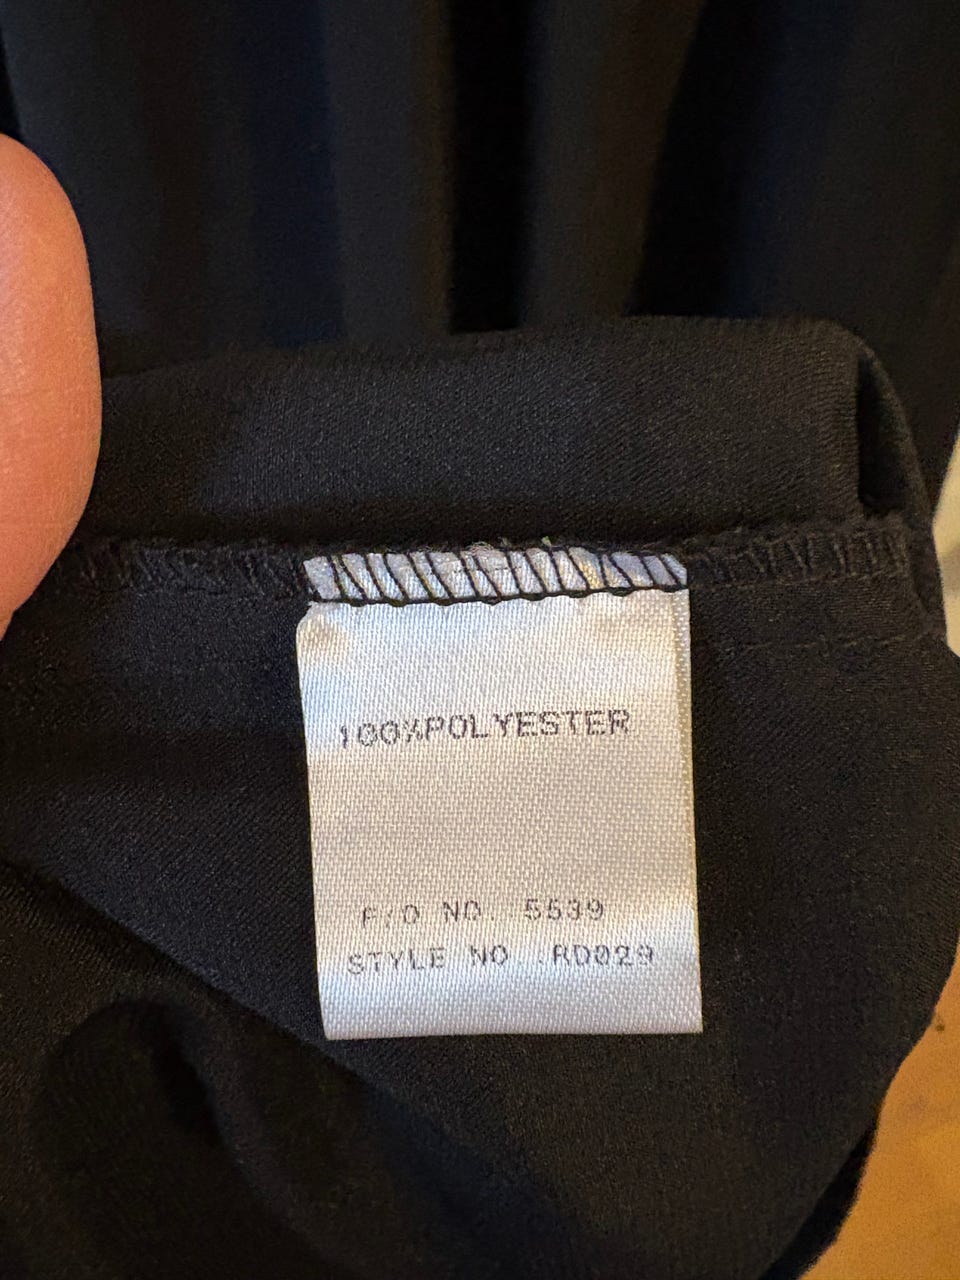 100%POLYESTER
P/O NO. 5539
STYLE NO :RD029